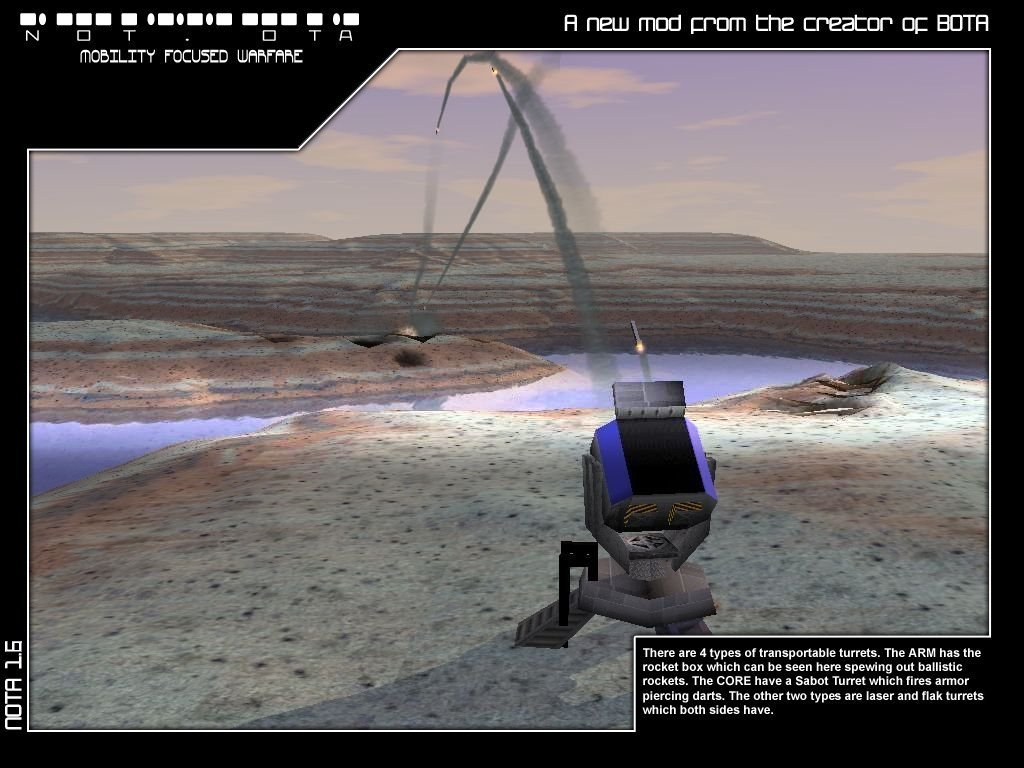 N O T . O T A
MOBILITY FOCUSED WARFARE
A new mod from the creator of BOTA
NOTA 1.6
There are 4 types of transportable turrets. The ARM has the
rocket box which can be seen here spewing out ballistic
rockets. The CORE have a Sabot Turret which fires armor
piercing darts. The other two types are laser and flak turrets
which both sides have.